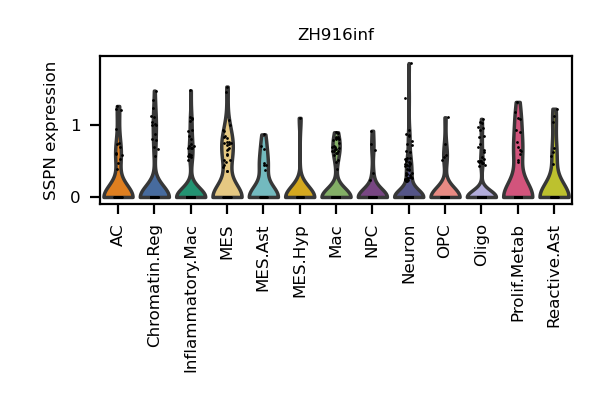 ZH916inf
SSPN expression
1
0
AC
Chromatin.Reg
Inflammatory.Mac
MES
MES.Ast
MES.Hyp
Mac
NPC
Neuron
OPC
Oligo
Prolif.Metab
Reactive.Ast